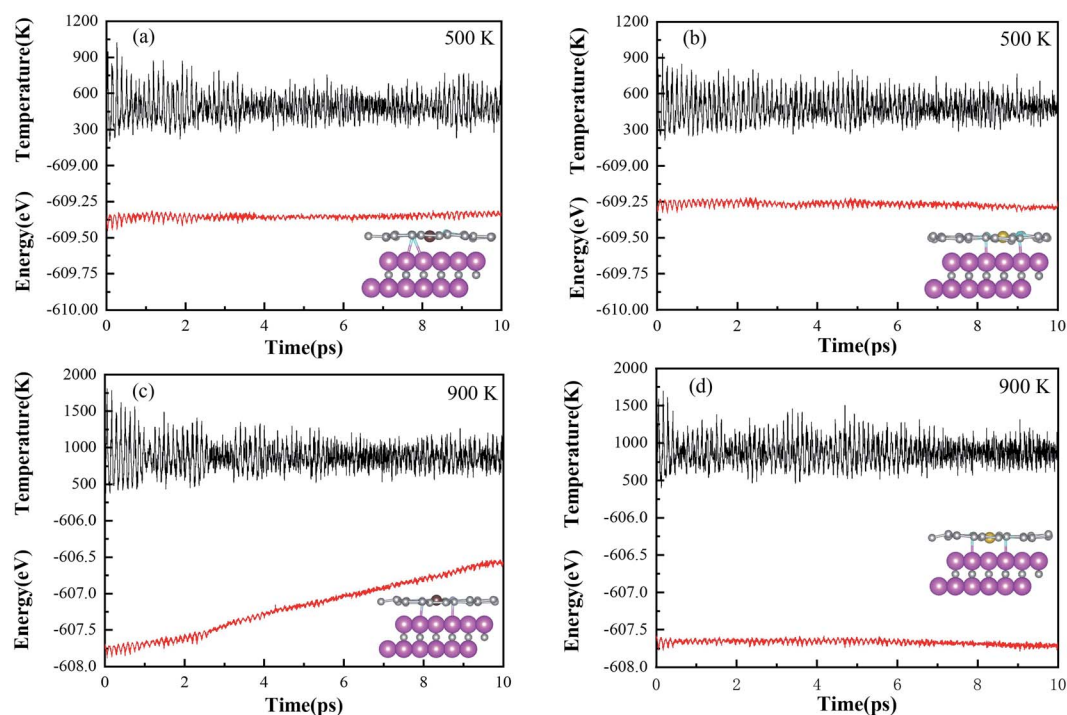 (a) 500 K
Temperature(K)
1200
900
600
300
Energy(eV)
-609.00
-609.25
-609.50
-609.75
-610.00
0 2 4 6 8 10
Time(ps)
(b) 500 K
Temperature(K)
1200
900
600
300
Energy(eV)
-609.00
-609.25
-609.50
-609.75
-610.00
0 2 4 6 8 10
Time(ps)
(c) 900 K
Temperature(K)
2000
1500
1000
500
Energy(eV)
-606.0
-606.5
-607.0
-607.5
-608.0
0 2 4 6 8 10
Time(ps)
(d) 900 K
Temperature(K)
2000
1500
1000
500
Energy(eV)
-606.0
-606.5
-607.0
-607.5
-608.0
0 2 4 6 8 10
Time(ps)